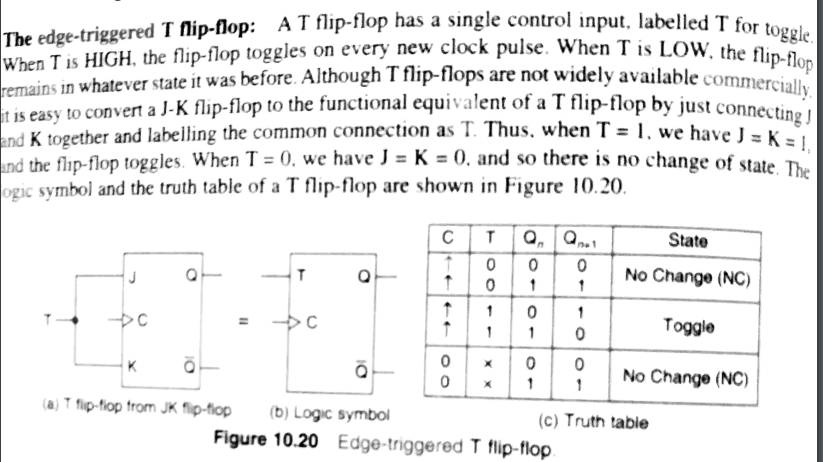 The edge-triggered T flip-flop: A T flip-flop has a single control input, labelled T for toggle.
When T is HIGH, the flip-flop toggles on every new clock pulse. When T is LOW, the flip-flop
remains in whatever state it was before. Although T flip-flops are not widely available commercially,
it is easy to convert a J-K flip-flop to the functional equivalent of a T flip-flop by just connecting J
and K together and labelling the common connection as T. Thus, when T = 1, we have J = K = 1,
and the flip-flop toggles. When T = 0, we have J = K = 0, and so there is no change of state. The
logic symbol and the truth table of a T flip-flop are shown in Figure 10.20.
C T Qn Qn+1 State
↑ 0 0 0
↑ 0 1 1
No Change (NC)
↑ 1 0 1
↑ 1 1 0
Toggle
0 × 0 0
0 × 1 1
No Change (NC)
J Q
T C
K Q̅
=
T Q
C
Q̅
(a) T flip-flop from JK flip-flop
(b) Logic symbol
(c) Truth table
Figure 10.20 Edge-triggered T flip-flop.